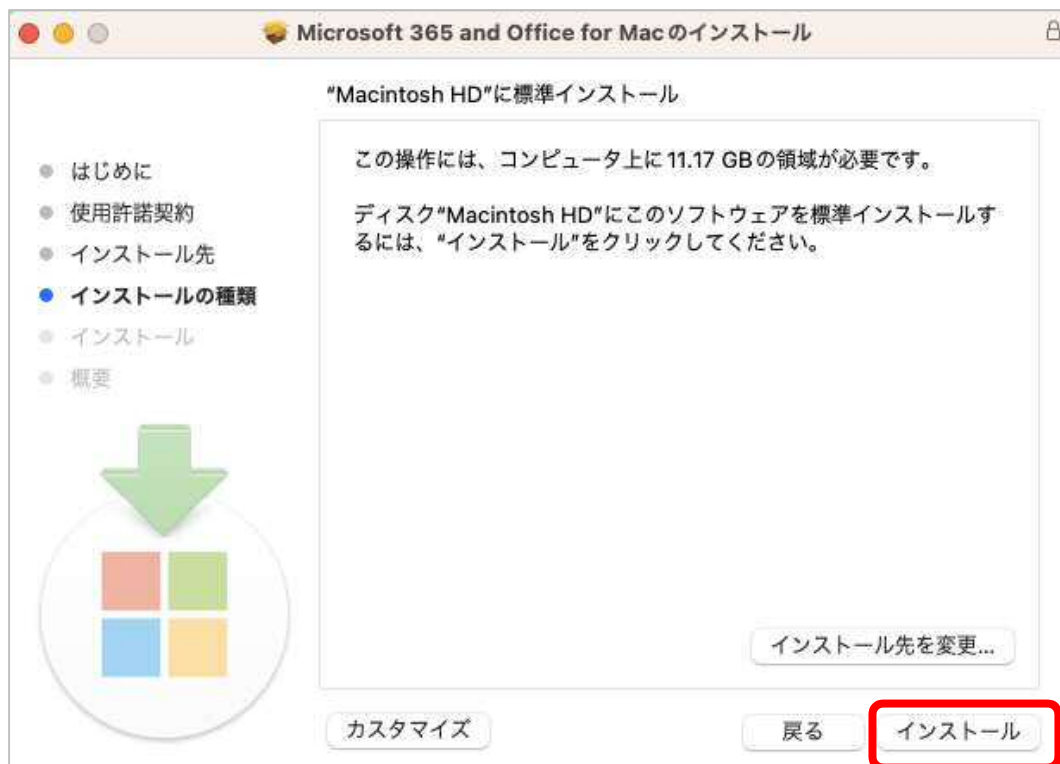 Microsoft 365 and Office for Macのインストール
"Macintosh HD"に標準インストール
はじめに
使用許諾契約
インストール先
インストールの種類
インストール
概要
この操作には、コンピュータ上に11.17 GBの領域が必要です。
ディスク"Macintosh HD"にこのソフトウェアを標準インストールす
るには、"インストール"をクリックしてください。
インストール先を変更...
カスタマイズ
戻る
インストール